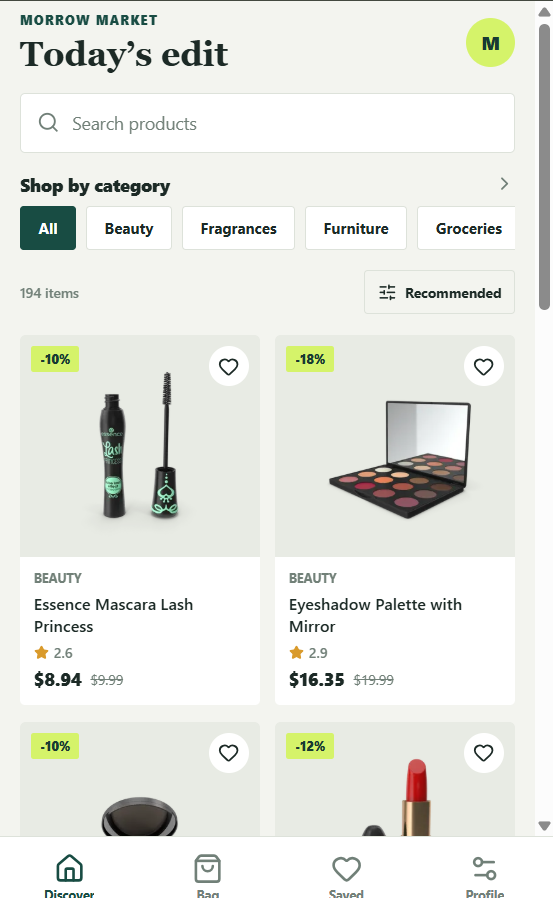 MORROW MARKET
Today’s edit
M
Search products
Shop by category
All
Beauty
Fragrances
Furniture
Groceries
194 items
Recommended
-10%
-18%
Lash
BEAUTY
BEAUTY
Essence Mascara Lash
Princess
Eyeshadow Palette with
Mirror
2.6
2.9
$8.94 $9.99
$16.35 $19.99
-10%
-12%
Discover
Bag
Saved
Profile